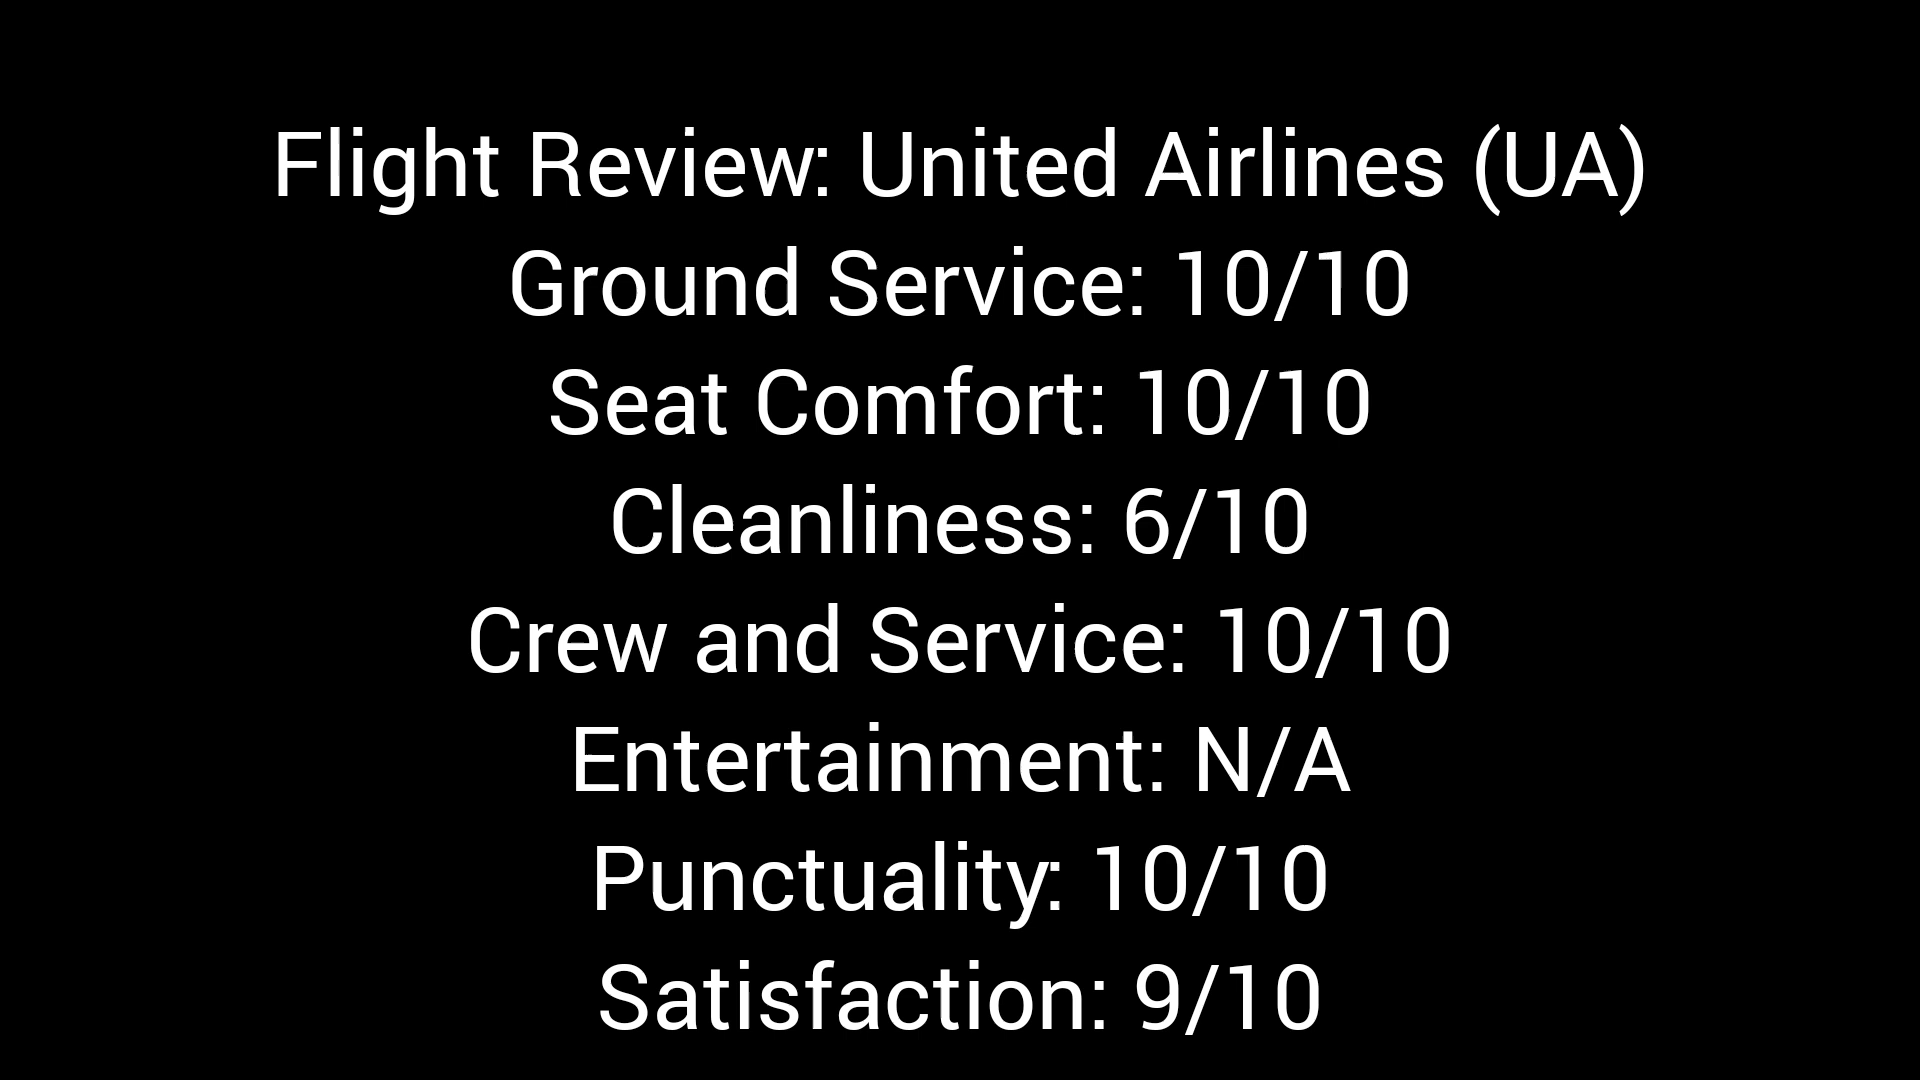 Flight Review: United Airlines (UA)
Ground Service: 10/10
Seat Comfort: 10/10
Cleanliness: 6/10
Crew and Service: 10/10
Entertainment: N/A
Punctuality: 10/10
Satisfaction: 9/10